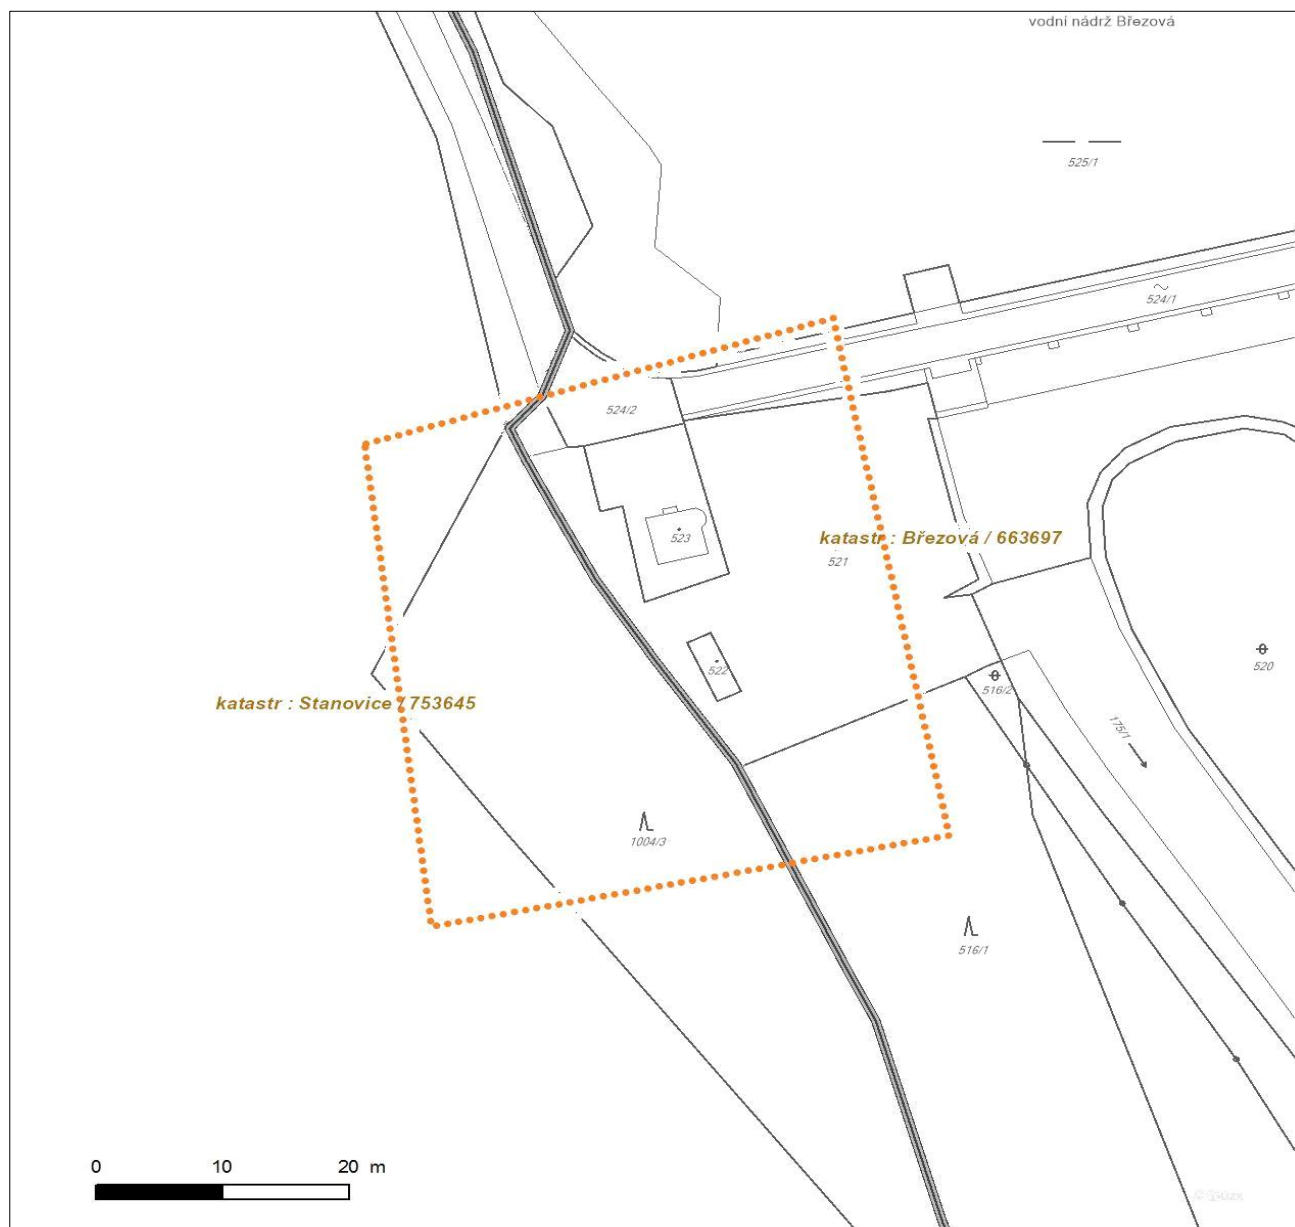 vodní nádrž Březová
525/1
524/1
524/2
523
katastr : Březová / 663697
521
522
520
516/2
katastr : Stanovice / 753645
175/1
1004/3
516/1
0 10 20 m